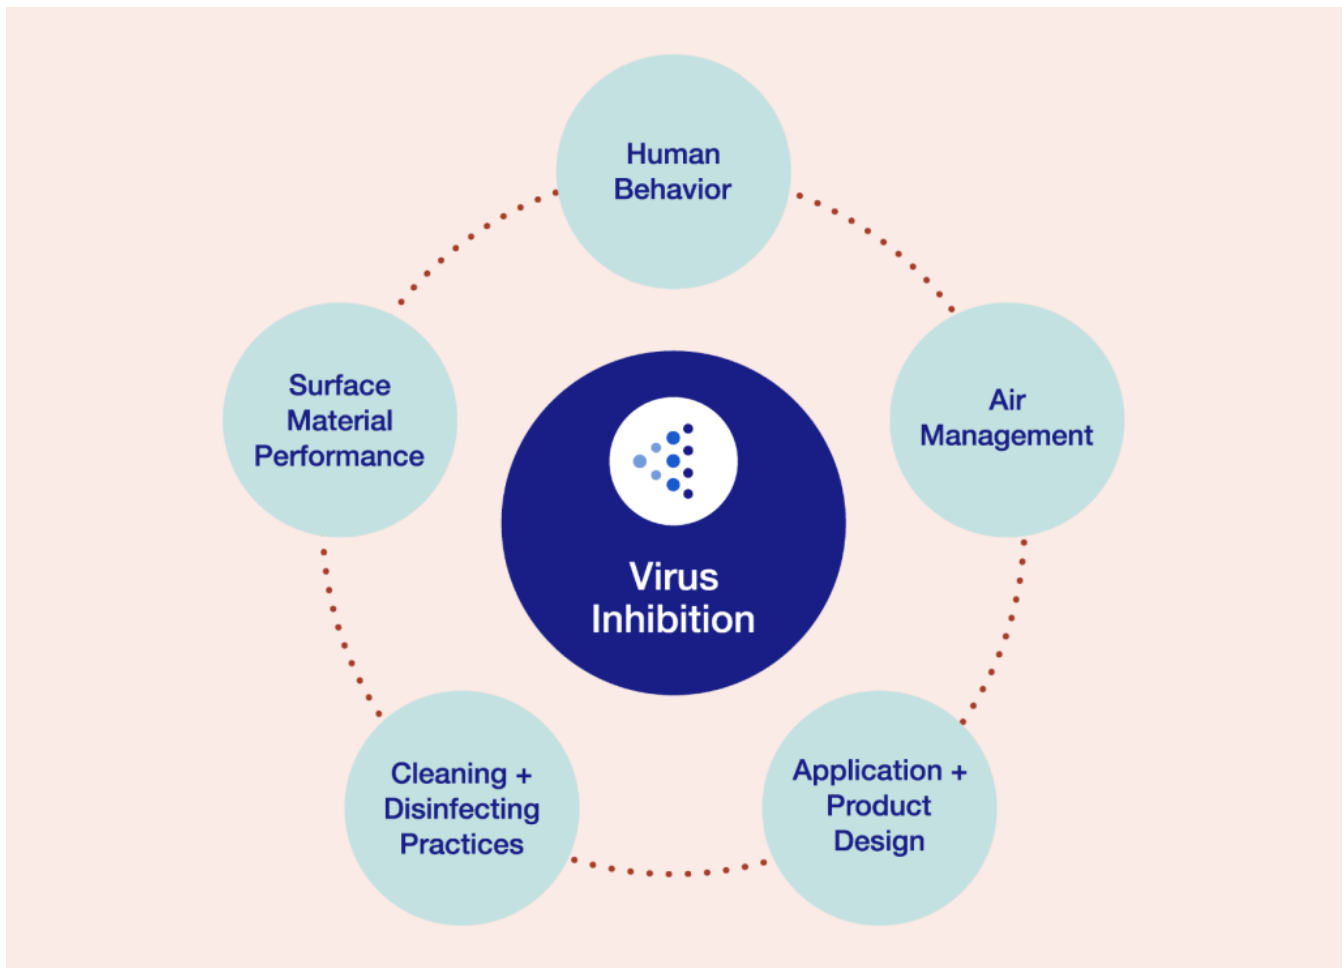 Human
Behavior
Air
Management
Application +
Product
Design
Cleaning +
Disinfecting
Practices
Surface
Material
Performance
Virus
Inhibition